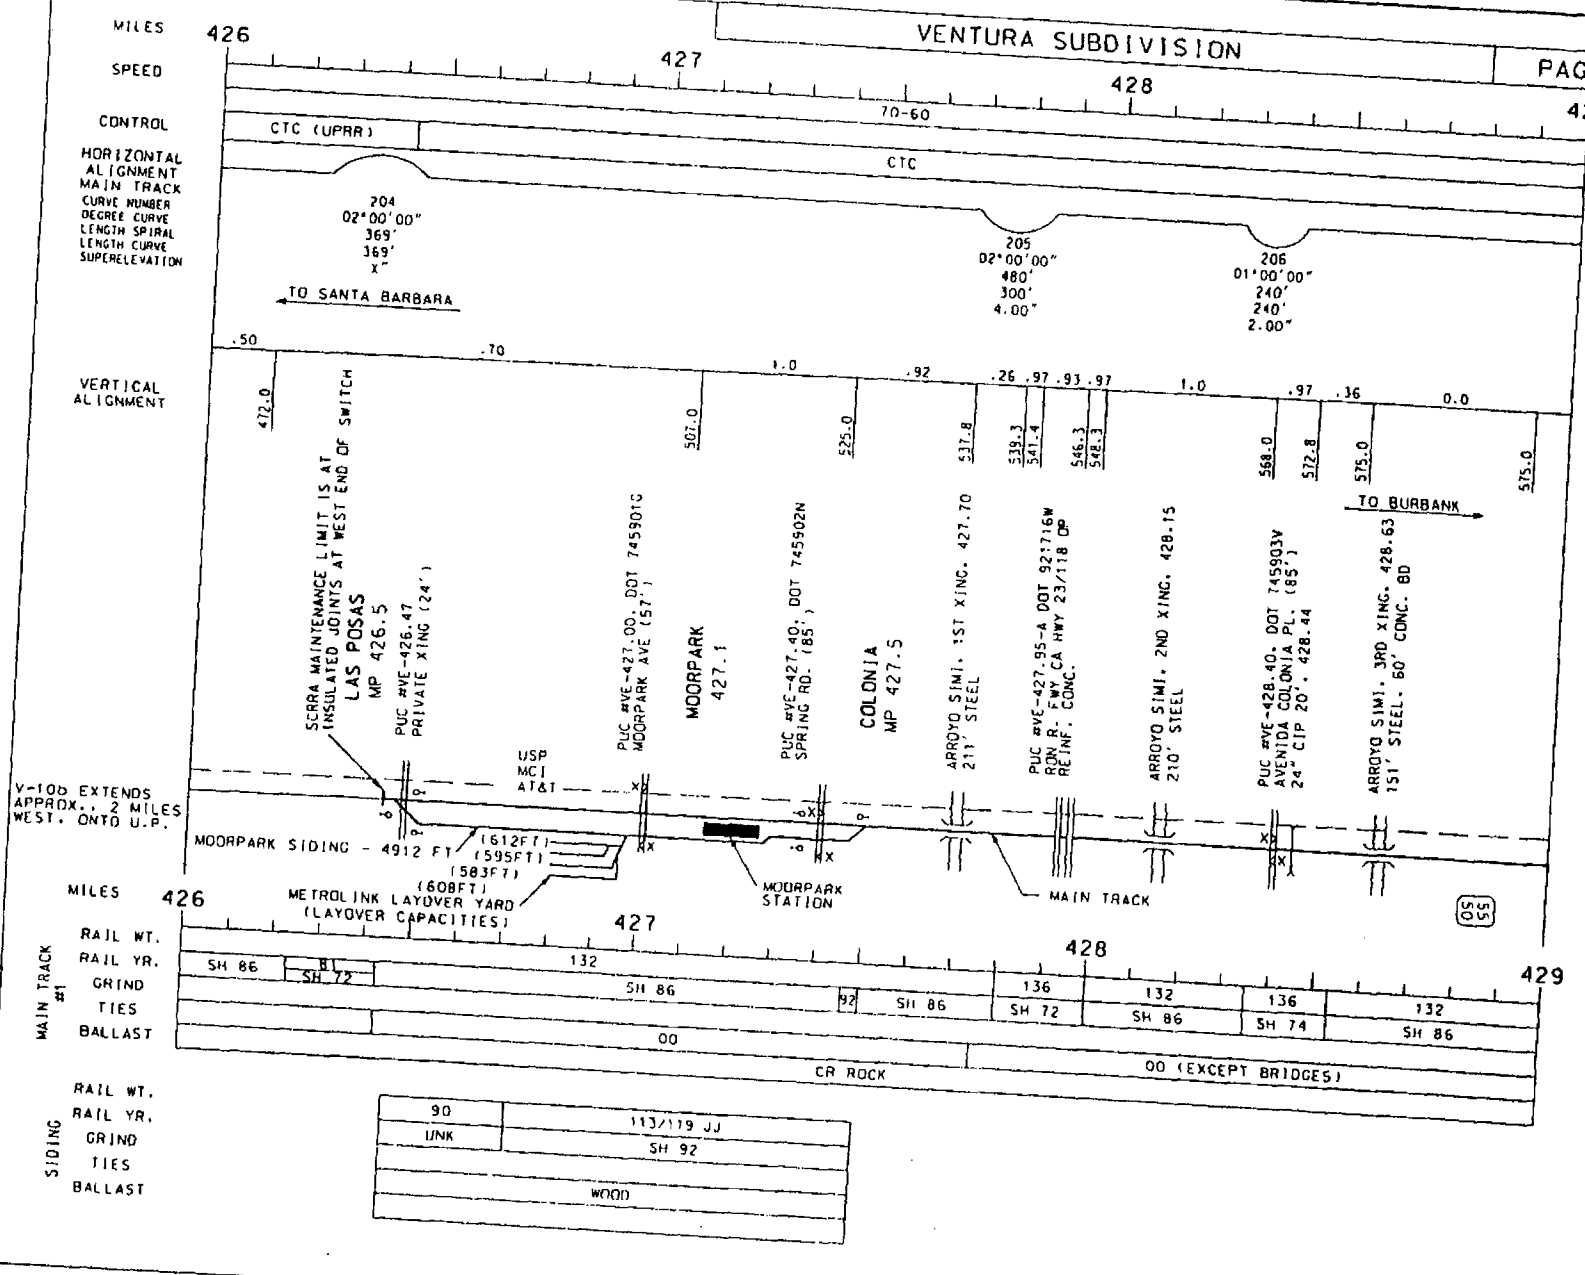 VENTURA SUBDIVISION
PAG
MILES
426
427
428
SPEED
70-60
CONTROL
CTC (UPRR)
CTC
HORIZONTAL
ALIGNMENT
MAIN TRACK
CURVE NUMBER
DEGREE CURVE
LENGTH SPIRAL
LENGTH CURVE
SUPERELEVATION
204
02°00'00"
369'
369'
X"
205
02°00'00"
480'
300'
4.00"
206
01°00'00"
240'
240'
2.00"
TO SANTA BARBARA
VERTICAL
ALIGNMENT
.50
.70
1.0
.92
.26
.97
.93
.97
1.0
.97
.36
0.0
472.0
507.0
525.0
537.8
539.3
541.4
546.3
548.3
568.0
572.8
575.0
575.0
TO BURBANK
SCRRA MAINTENANCE LIMIT IS AT
INSULATED JOINTS AT WEST END OF SWITCH
LAS POSAS
MP 426.5
PUC #VE-426.47
PRIVATE XING (24')
PUC #VE-427.00, DOT 745901G
MOORPARK AVE (57')
MOORPARK
427.1
PUC #VE-427.40, DOT 745902N
SPRING RD. (85')
COLONIA
MP 427.5
ARROYO SIMI, 1ST XING. 427.70
211' STEEL
PUC #VE-427.95-A DOT 921716W
RON R. FWY CA HWY 23/118 OP
REINF. CONC.
ARROYO SIMI, 2ND XING. 428.15
210' STEEL
PUC #VE-428.40, DOT 745903V
AVENIDA COLONIA PL. (85')
24" CIP 20', 428.44
ARROYO SIMI, 3RD XING. 428.63
151' STEEL, 60' CONC. BD
USP
MCI
AT&T
V-106 EXTENDS
APPROX., 2 MILES
WEST, ONTO U.P.
MOORPARK SIDING - 4912 FT
(612FT)
(595FT)
(583FT)
(608FT)
METROLINK LAYOVER YARD
(LAYOVER CAPACITIES)
MOORPARK
STATION
MAIN TRACK
55
50
MILES
426
427
428
429
MAIN TRACK
#1
RAIL WT.
132
136
132
136
132
RAIL YR.
SH 86
81
SH 72
SH 86
92
SH 86
SH 72
SH 86
SH 74
SH 86
GRIND
TIES
OO
OO (EXCEPT BRIDGES)
BALLAST
CR ROCK
SIDING
RAIL WT.
90
113/119 JJ
RAIL YR.
UNK
SH 92
GRIND
TIES
WOOD
BALLAST